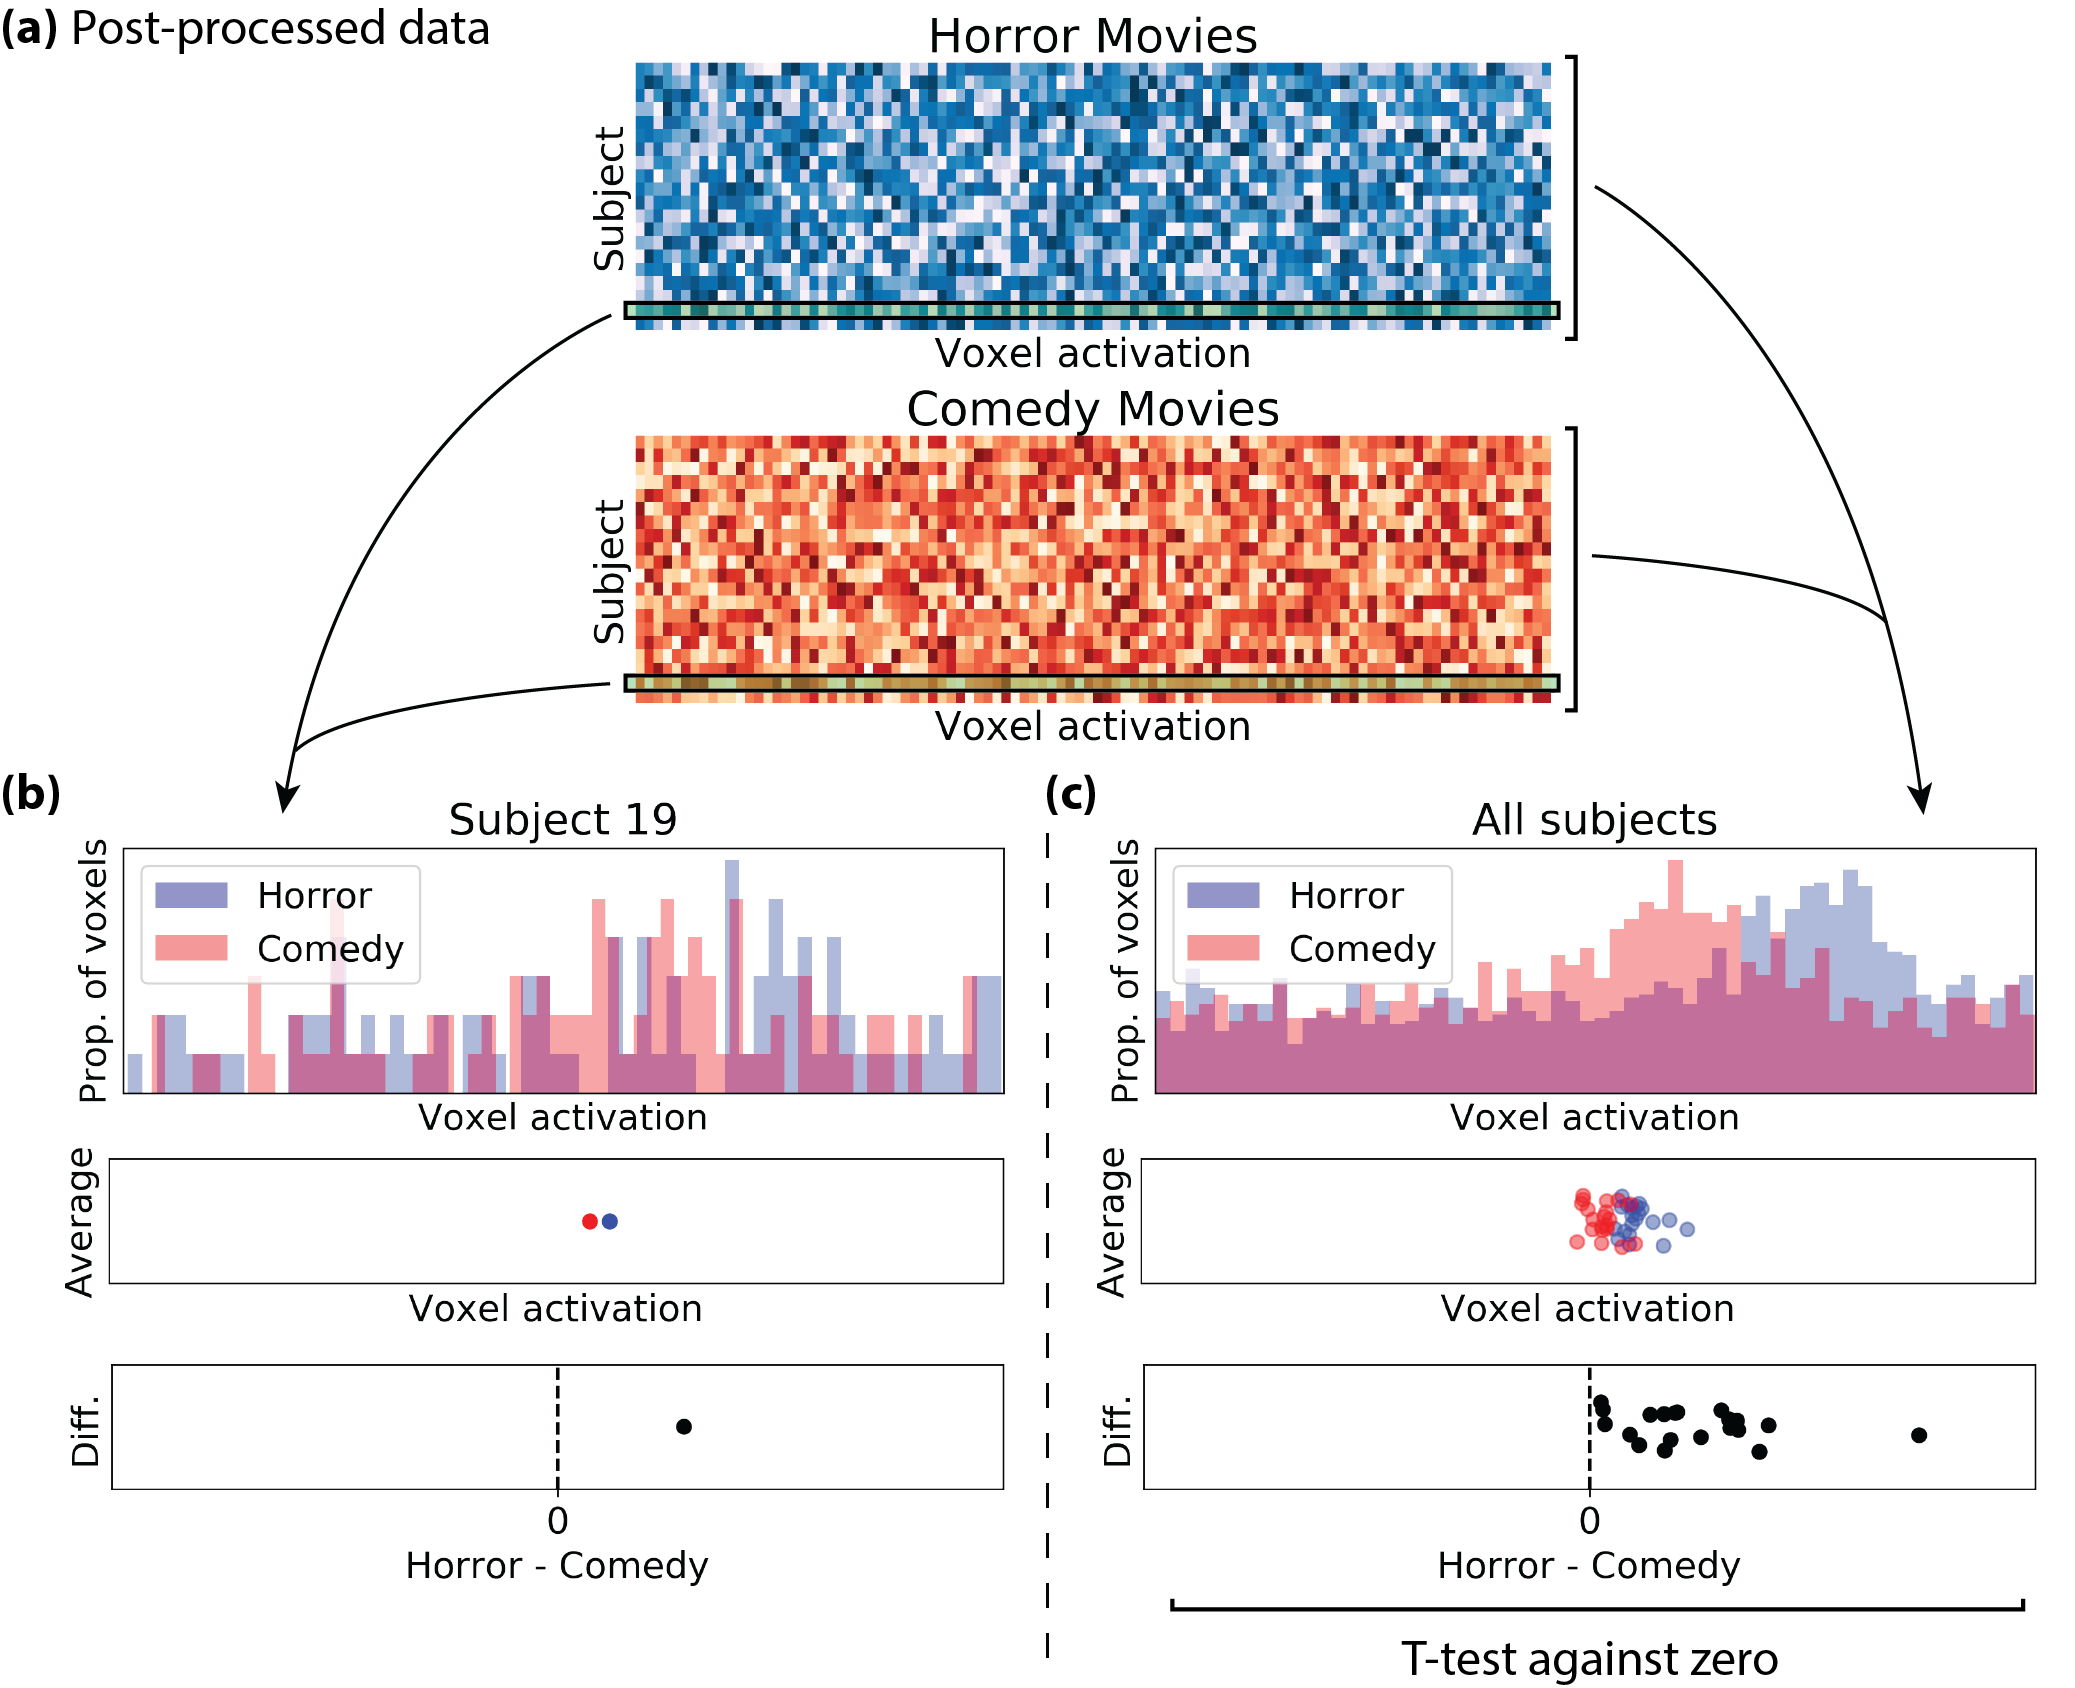 (a) Post-processed data
Horror Movies
Subject
Voxel activation
Comedy Movies
Subject
Voxel activation
(b)
Subject 19
Prop. of voxels
Horror
Comedy
Voxel activation
Average
Voxel activation
Diff.
0
Horror - Comedy
(c)
All subjects
Prop. of voxels
Horror
Comedy
Voxel activation
Average
Voxel activation
Diff.
0
Horror - Comedy
T-test against zero